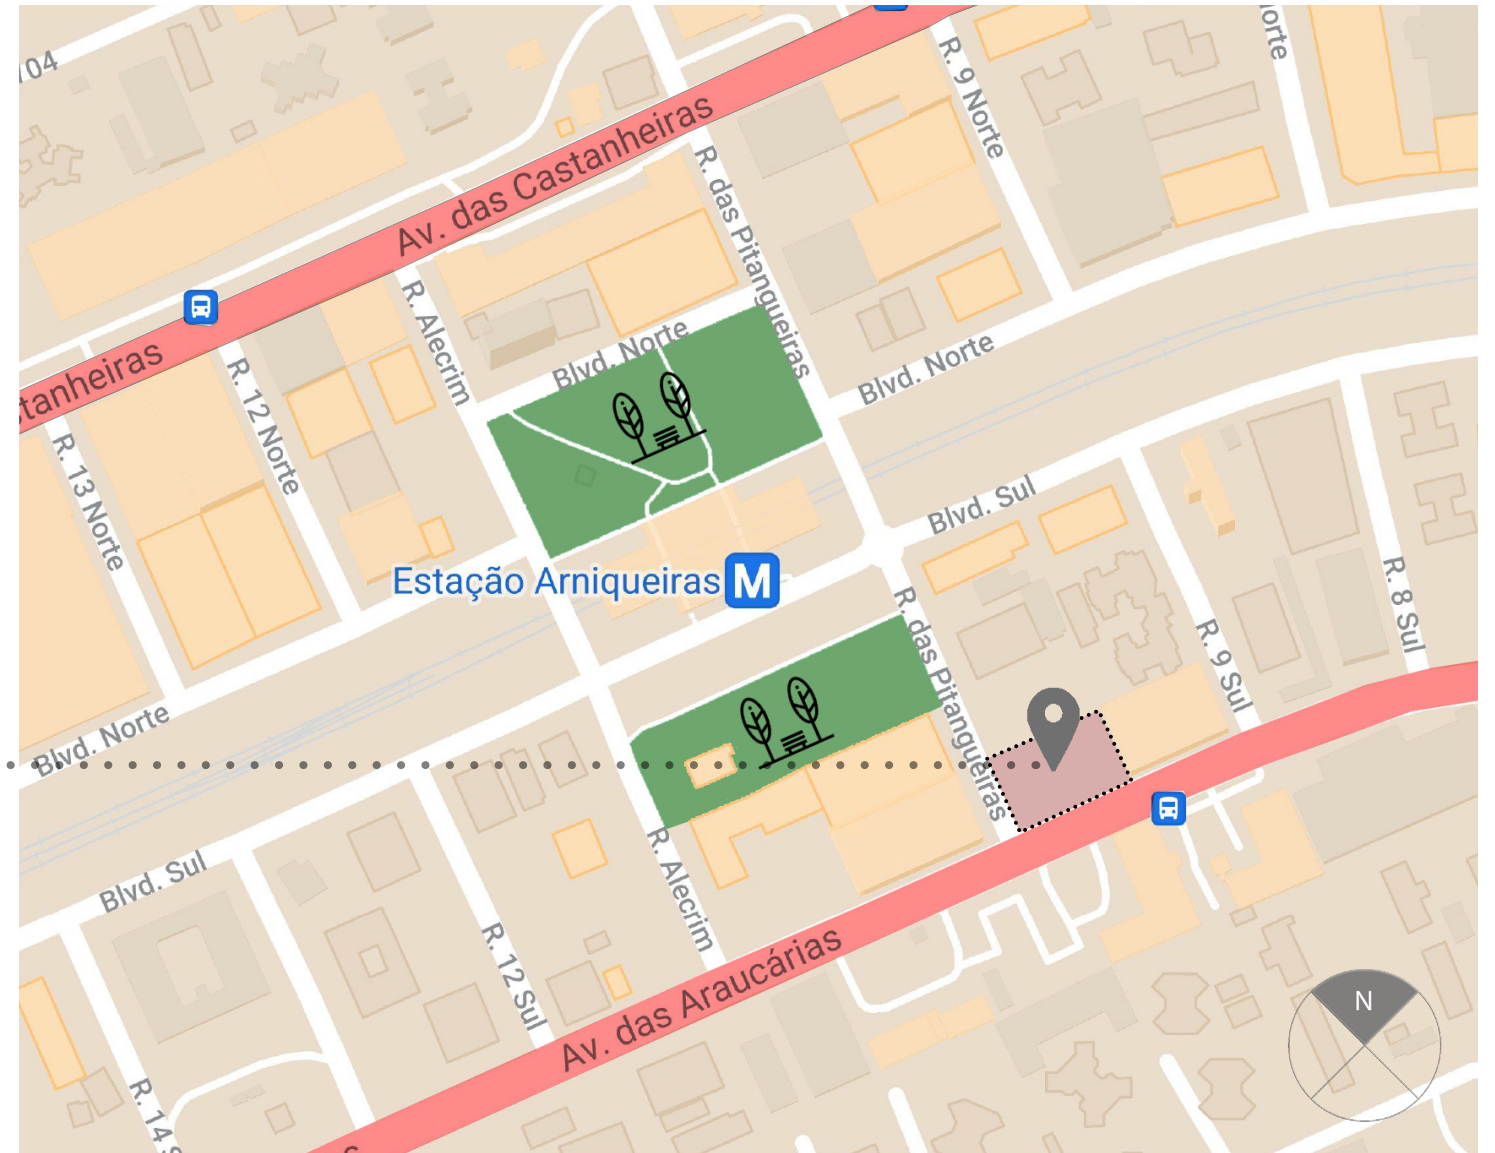 104
Av. das Castanheiras
R. 9 Norte
orte
R. das Pitangueiras
R. Alecrim
Blvd. Norte
Blvd. Norte
stanheiras
R. 12 Norte
R. 13 Norte
Blvd. Sul
Estação Arniqueiras
M
R. das Pitangueiras
R. 8 Sul
R. 9 Sul
Blvd. Norte
Blvd. Sul
R. Alecrim
R. 12 Sul
Av. das Araucárias
N
R. 14 S
s